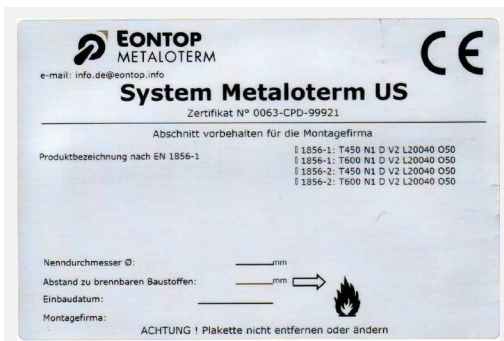 EONTOP
METALOTERM
CE
e-mail: info.de@eontop.info
System Metaloterm US
Zertifikat N° 0063-CPD-99921
Abschnitt vorbehalten für die Montagefirma
Produktbezeichnung nach EN 1856-1
▯ 1856-1: T450 N1 D V2 L20040 O50
▯ 1856-1: T600 N1 D V2 L20040 O50
▯ 1856-2: T450 N1 D V2 L20040 O50
▯ 1856-2: T600 N1 D V2 L20040 O50
Nenndurchmesser Ø: ______mm
Abstand zu brennbaren Baustoffen: ______mm
Einbaudatum: ____________
Montagefirma:
ACHTUNG ! Plakette nicht entfernen oder ändern